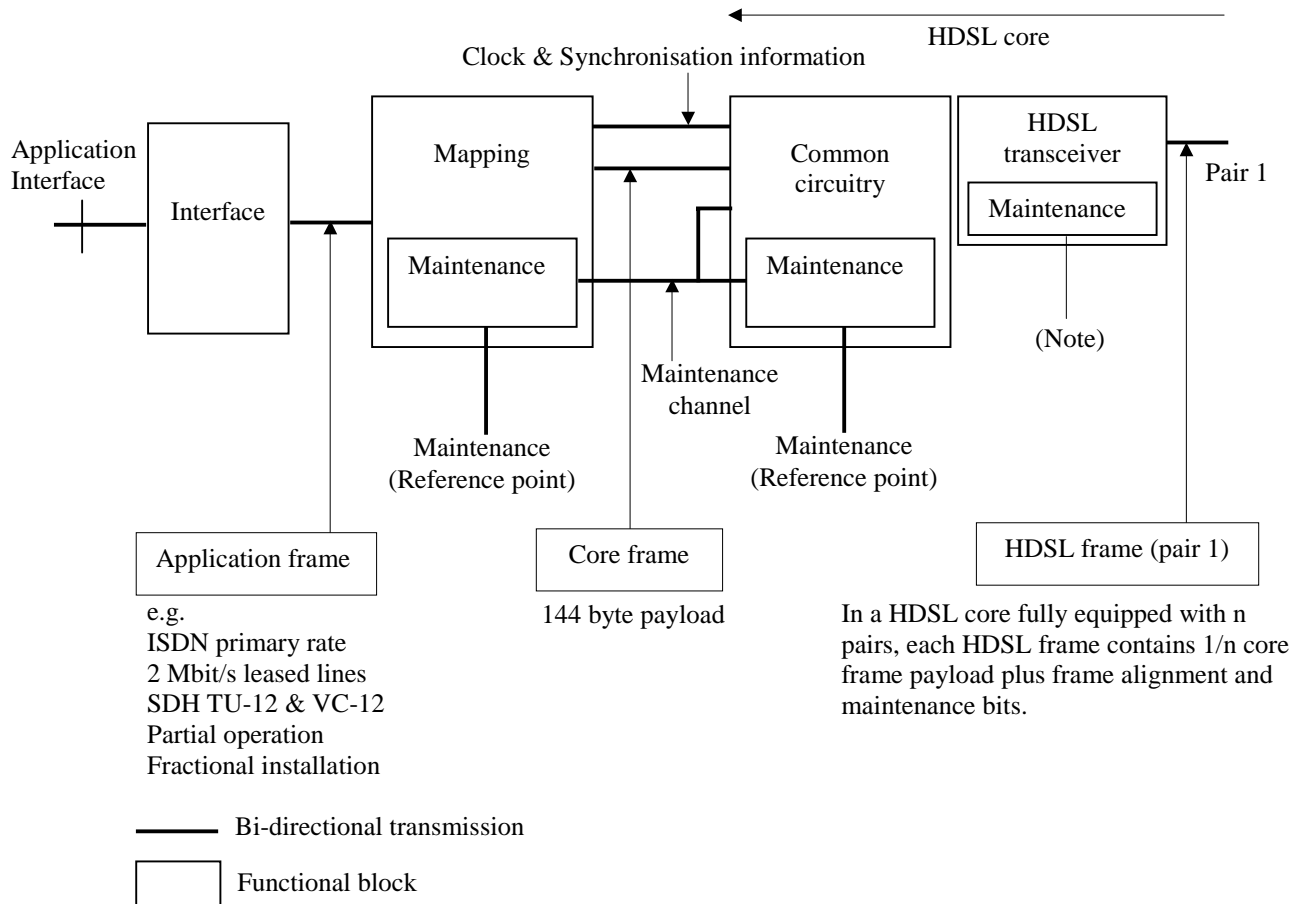 HDSL core
Clock & Synchronisation information
Application
Interface
Interface
Mapping
Maintenance
Common
circuitry
Maintenance
HDSL
transceiver
Maintenance
Pair 1
(Note)
Maintenance
channel
Maintenance
(Reference point)
Maintenance
(Reference point)
Application frame
e.g.
ISDN primary rate
2 Mbit/s leased lines
SDH TU-12 & VC-12
Partial operation
Fractional installation
Core frame
144 byte payload
HDSL frame (pair 1)
In a HDSL core fully equipped with n
pairs, each HDSL frame contains 1/n core
frame payload plus frame alignment and
maintenance bits.
Bi-directional transmission
Functional block